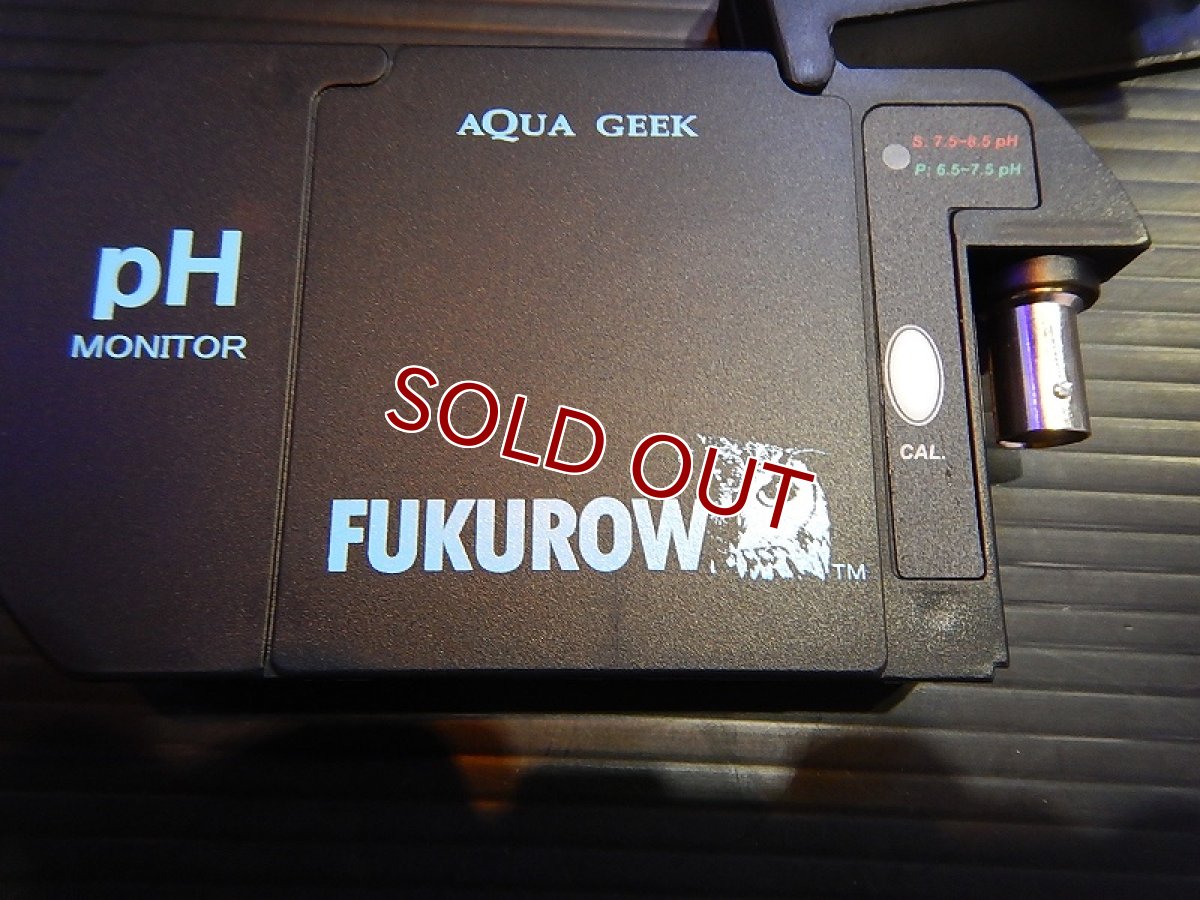 AQUA GEEK
S: 7.5~8.5 pH
P: 6.5~7.5 pH
pH
MONITOR
SOLD OUT
CAL.
FUKUROW TM